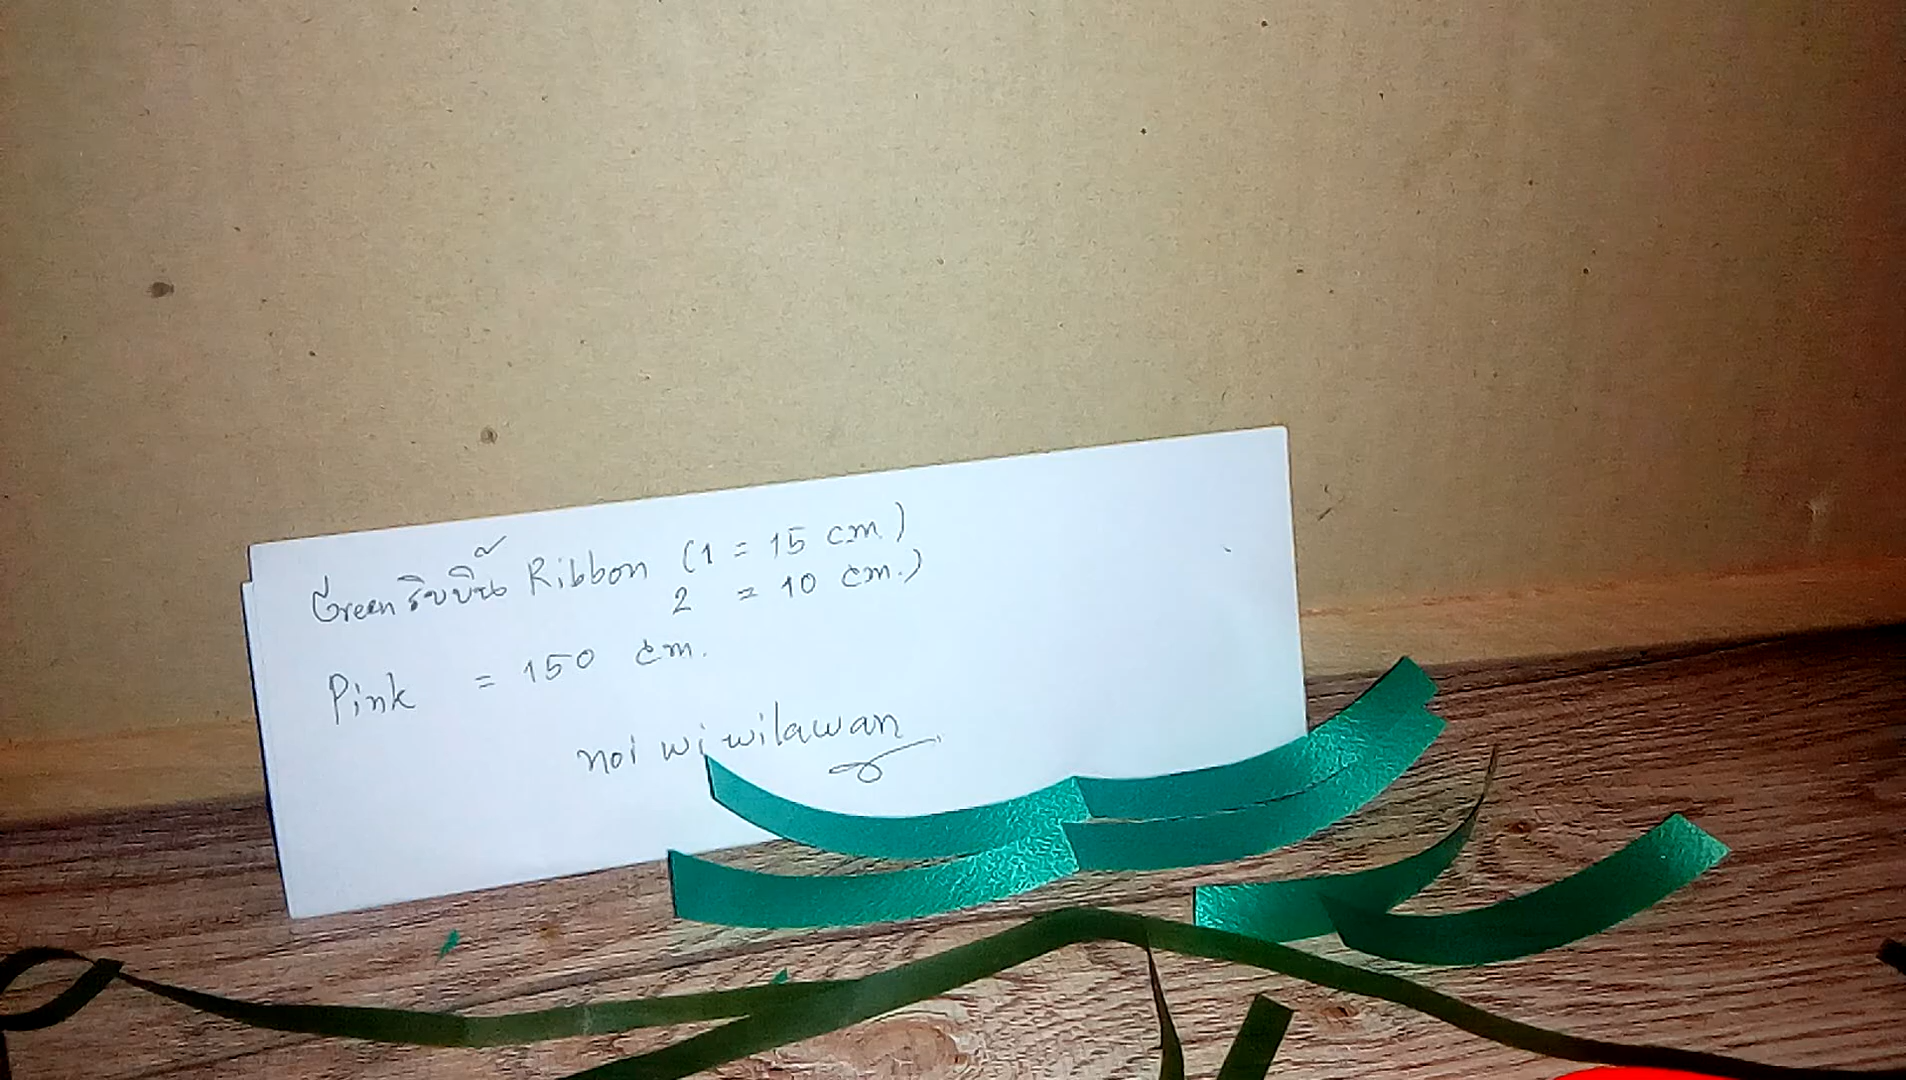 Green ริบบิ้น Ribbon (1 = 15 cm.)
2 = 10 cm.)
Pink = 150 cm.
noi wi wilawan